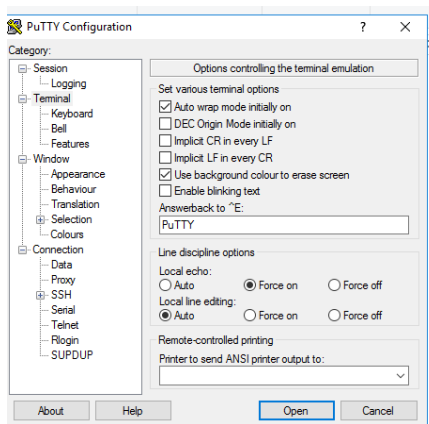 PuTTY Configuration ? X
Category:
Session
Logging
Terminal
Keyboard
Bell
Features
Window
Appearance
Behaviour
Translation
Selection
Colours
Connection
Data
Proxy
SSH
Serial
Telnet
Rlogin
SUPDUP
Options controlling the terminal emulation
Set various terminal options
Auto wrap mode initially on
DEC Origin Mode initially on
Implicit CR in every LF
Implicit LF in every CR
Use background colour to erase screen
Enable blinking text
Answerback to ^E:
PuTTY
Line discipline options
Local echo:
Auto Force on Force off
Local line editing:
Auto Force on Force off
Remote-controlled printing
Printer to send ANSI printer output to:
About Help Open Cancel